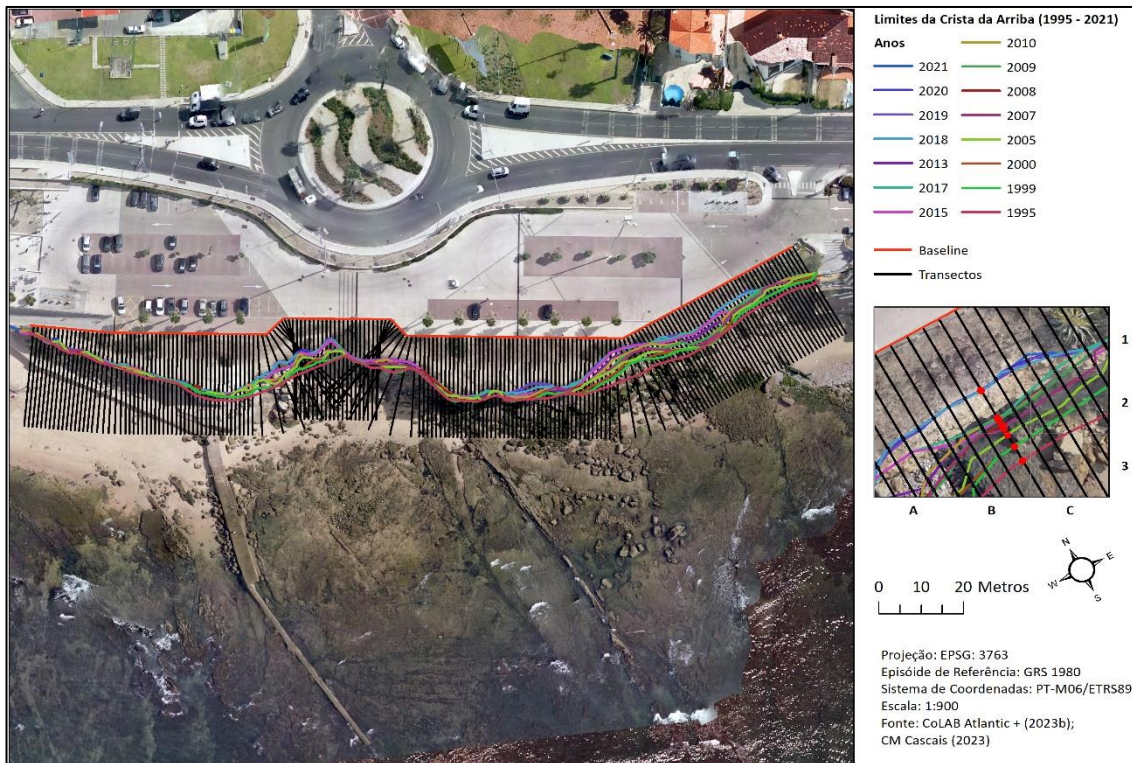 Limites da Crista da Arriba (1995 - 2021)
Anos
2021
2020
2019
2018
2013
2017
2015
2010
2009
2008
2007
2005
2000
1999
1995
Baseline
Transectos
1
2
3
A B C
N
E
W
S
0 10 20 Metros
Projeção: EPSG: 3763
Episóide de Referência: GRS 1980
Sistema de Coordenadas: PT-M06/ETRS89
Escala: 1:900
Fonte: CoLAB Atlantic + (2023b);
CM Cascais (2023)